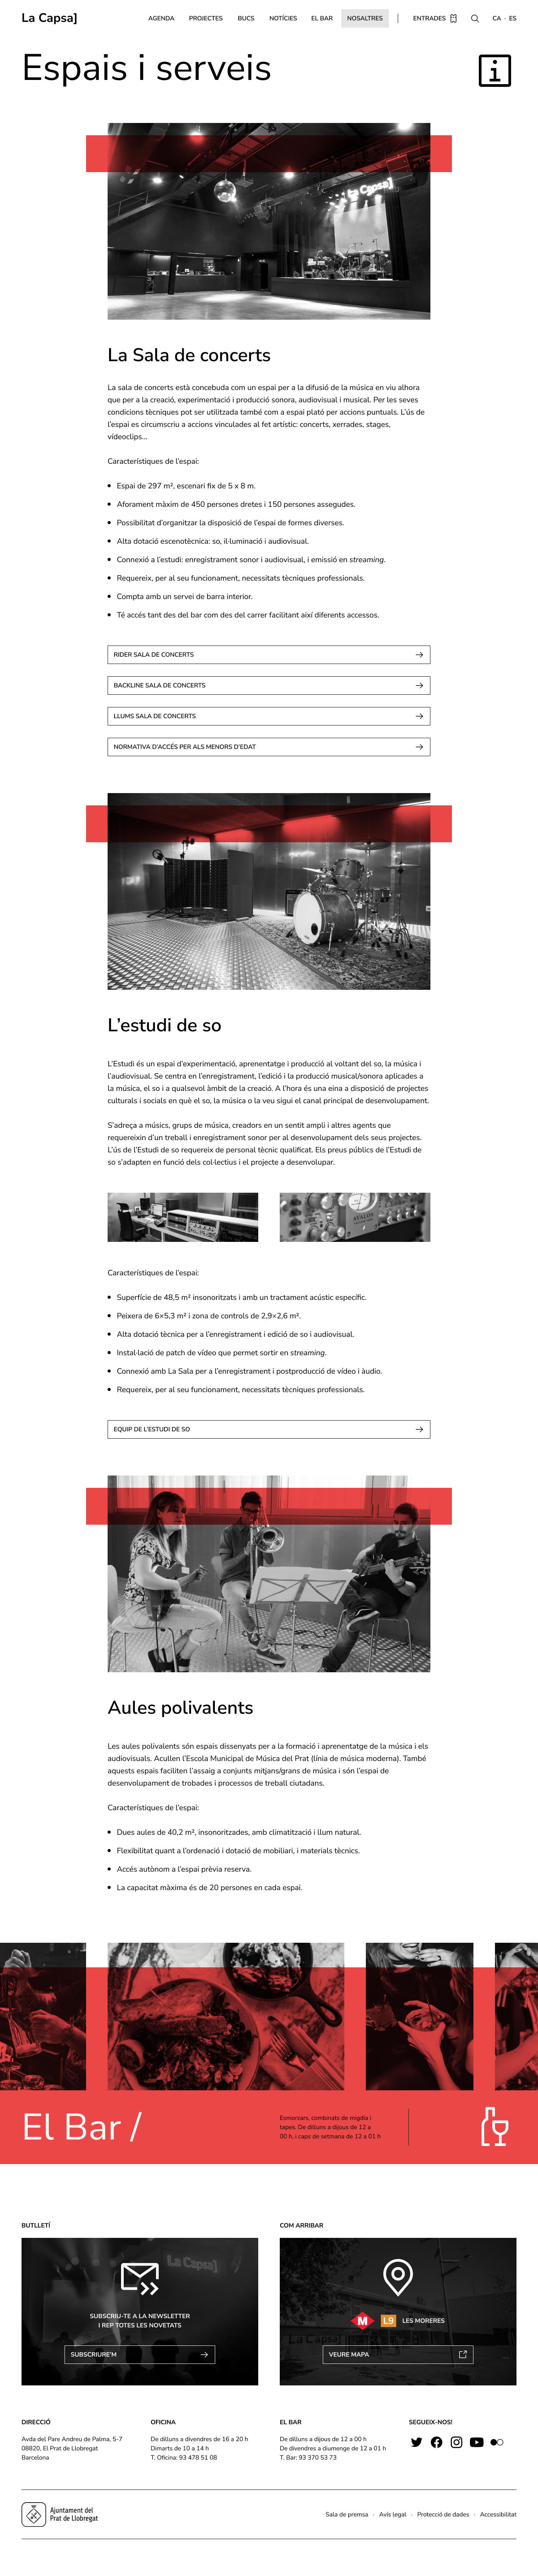 La Capsa]
AGENDA PROJECTES BUCS NOTÍCIES EL BAR NOSALTRES ENTRADES CA · ES
Espais i serveis
La Capsa]
La Sala de concerts
La sala de concerts està concebuda com un espai per a la difusió de la música en viu alhora
que per a la creació, experimentació i producció sonora, audiovisual i musical. Per les seves
condicions tècniques pot ser utilitzada també com a espai plató per accions puntuals. L’ús de
l’espai es circumscriu a accions vinculades al fet artístic: concerts, xerrades, stages,
vídeoclips…
Característiques de l’espai:
Espai de 297 m², escenari fix de 5 x 8 m.
Aforament màxim de 450 persones dretes i 150 persones assegudes.
Possibilitat d’organitzar la disposició de l’espai de formes diverses.
Alta dotació escenotècnica: so, il·luminació i audiovisual.
Connexió a l’estudi: enregistrament sonor i audiovisual, i emissió en streaming.
Requereix, per al seu funcionament, necessitats tècniques professionals.
Compta amb un servei de barra interior.
Té accés tant des del bar com des del carrer facilitant així diferents accessos.
RIDER SALA DE CONCERTS
BACKLINE SALA DE CONCERTS
LLUMS SALA DE CONCERTS
NORMATIVA D’ACCÉS PER ALS MENORS D’EDAT
L’estudi de so
L’Estudi és un espai d’experimentació, aprenentatge i producció al voltant del so, la música i
l’audiovisual. Se centra en l’enregistrament, l’edició i la producció musical/sonora aplicades a
la música, el so i a qualsevol àmbit de la creació. A l’hora és una eina a disposició de projectes
culturals i socials en què el so, la música o la veu sigui el canal principal de desenvolupament.
S’adreça a músics, grups de música, creadors en un sentit ampli i altres agents que
requereixin d’un treball i enregistrament sonor per al desenvolupament dels seus projectes.
L’ús de l’Estudi de so requereix de personal tècnic qualificat. Els preus públics de l’Estudi de
so s’adapten en funció dels col·lectius i el projecte a desenvolupar.
AVALON
Característiques de l’espai:
Superfície de 48,5 m² insonoritzats i amb un tractament acústic específic.
Peixera de 6×5,3 m² i zona de controls de 2,9×2,6 m².
Alta dotació tècnica per a l’enregistrament i edició de so i audiovisual.
Instal·lació de patch de vídeo que permet sortir en streaming.
Connexió amb La Sala per a l’enregistrament i postproducció de vídeo i àudio.
Requereix, per al seu funcionament, necessitats tècniques professionals.
EQUIP DE L’ESTUDI DE SO
Aules polivalents
Les aules polivalents són espais dissenyats per a la formació i aprenentatge de la música i els
audiovisuals. Acullen l’Escola Municipal de Música del Prat (línia de música moderna). També
aquests espais faciliten l’assaig a conjunts mitjans/grans de música i són l’espai de
desenvolupament de trobades i processos de treball ciutadans.
Característiques de l’espai:
Dues aules de 40,2 m², insonoritzades, amb climatització i llum natural.
Flexibilitat quant a l’ordenació i dotació de mobiliari, i materials tècnics.
Accés autònom a l’espai prèvia reserva.
La capacitat màxima és de 20 persones en cada espai.
El Bar /
Esmorzars, combinats de migdia i
tapes. De dilluns a dijous de 12 a
00 h, i caps de setmana de 12 a 01 h
BUTLLETÍ
COM ARRIBAR
La Capsa]
SUBSCRIU-TE A LA NEWSLETTER
I REP TOTES LES NOVETATS
SUBSCRIURE'M
M L9 LES MORERES
La Capsa]
VEURE MAPA
DIRECCIÓ
Avda del Pare Andreu de Palma, 5-7
08820, El Prat de Llobregat
Barcelona
OFICINA
De dilluns a divendres de 16 a 20 h
Dimarts de 10 a 14 h
T. Oficina: 93 478 51 08
EL BAR
De dilluns a dijous de 12 a 00 h
De divendres a diumenge de 12 a 01 h
T. Bar: 93 370 53 73
SEGUEIX-NOS!
Ajuntament del
Prat de Llobregat
Sala de premsa · Avís legal · Protecció de dades · Accessibilitat